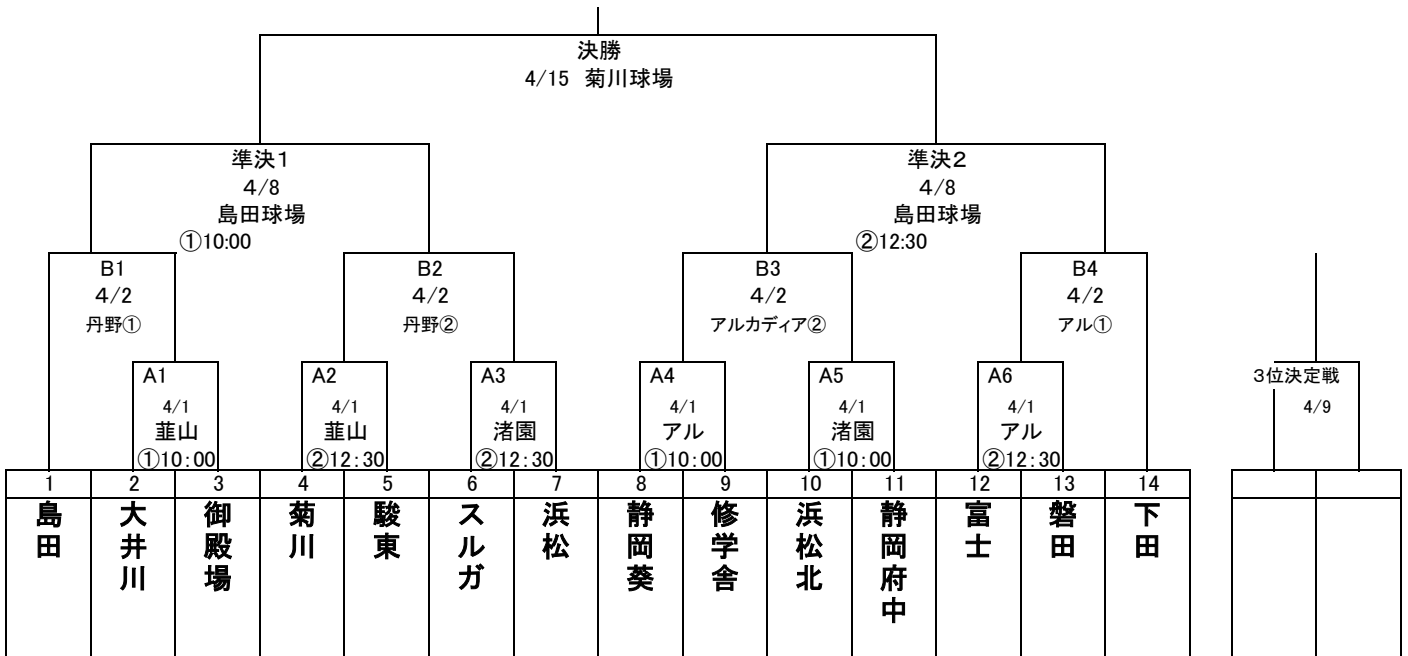 決勝
4/15 菊川球場
準決1
4/8
島田球場
①10:00
準決2
4/8
島田球場
②12:30
B1
4/2
丹野①
B2
4/2
丹野②
B3
4/2
アルカディア②
B4
4/2
アル①
A1
4/1
韮山
①10:00
A2
4/1
韮山
②12:30
A3
4/1
渚園
②12:30
A4
4/1
アル
①10:00
A5
4/1
渚園
①10:00
A6
4/1
アル
②12:30
3位決定戦
4/9
1 2 3 4 5 6 7 8 9 10 11 12 13 14
島田
大井川
御殿場
菊川
駿東
スルガ
浜松
静岡葵
修学舎
浜松北
静岡府中
富士
磐田
下田